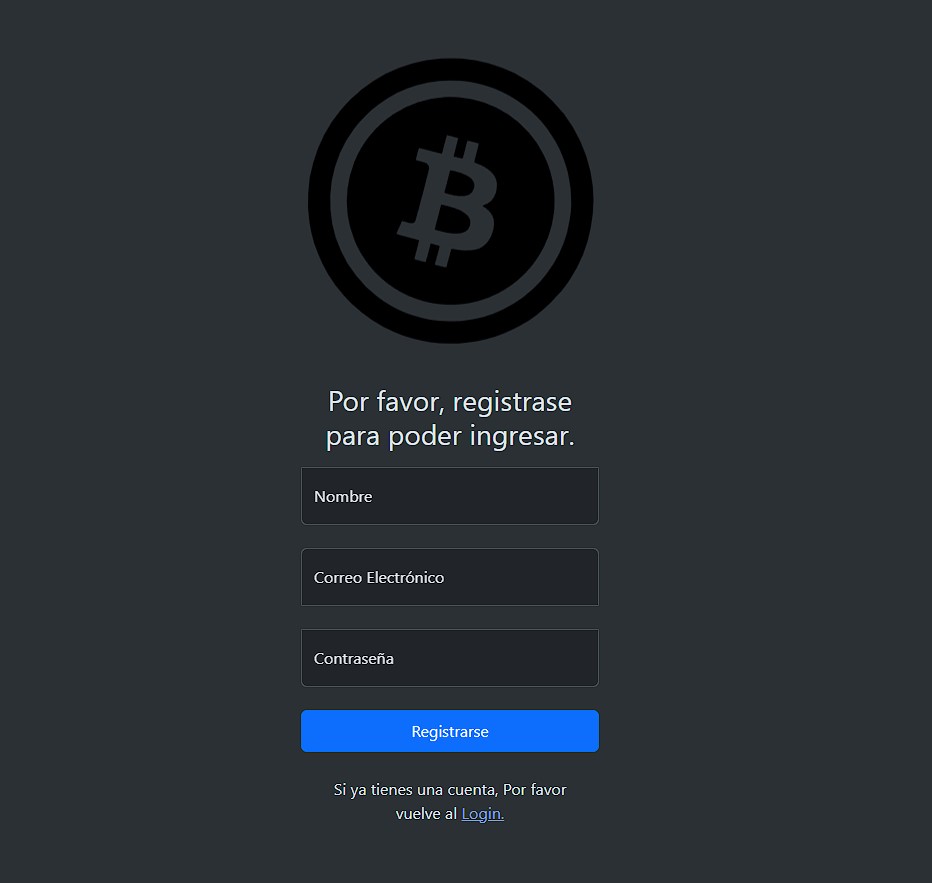 Por favor, registrase
para poder ingresar.
Nombre
Correo Electrónico
Contraseña
Registrarse
Si ya tienes una cuenta, Por favor
vuelve al Login.